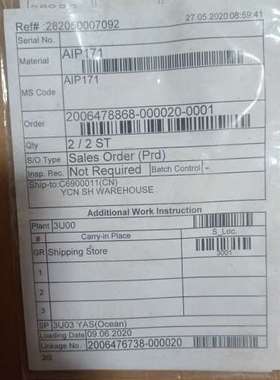 27.05.2020 08:59:41
Ref# :282050007092
Serial No.
Material AIP171
MS Code AIP171
Order 2006478868-000020-0001
Qty 2 / 2 ST
S/O Type Sales Order (Prd)
Insp. Rec. Not Required Batch Control -
Ship-to:C6900011(CN)
YCN SH WAREHOUSE
Additional Work Instruction
Plant 3U00
# Carry-in Place S_Loc.
GR Shipping Store 3001
1
2
3
SP 3U03 YAS(Ocean)
Loading Date 09.06.2020
Linkage No. 2006476738-000020